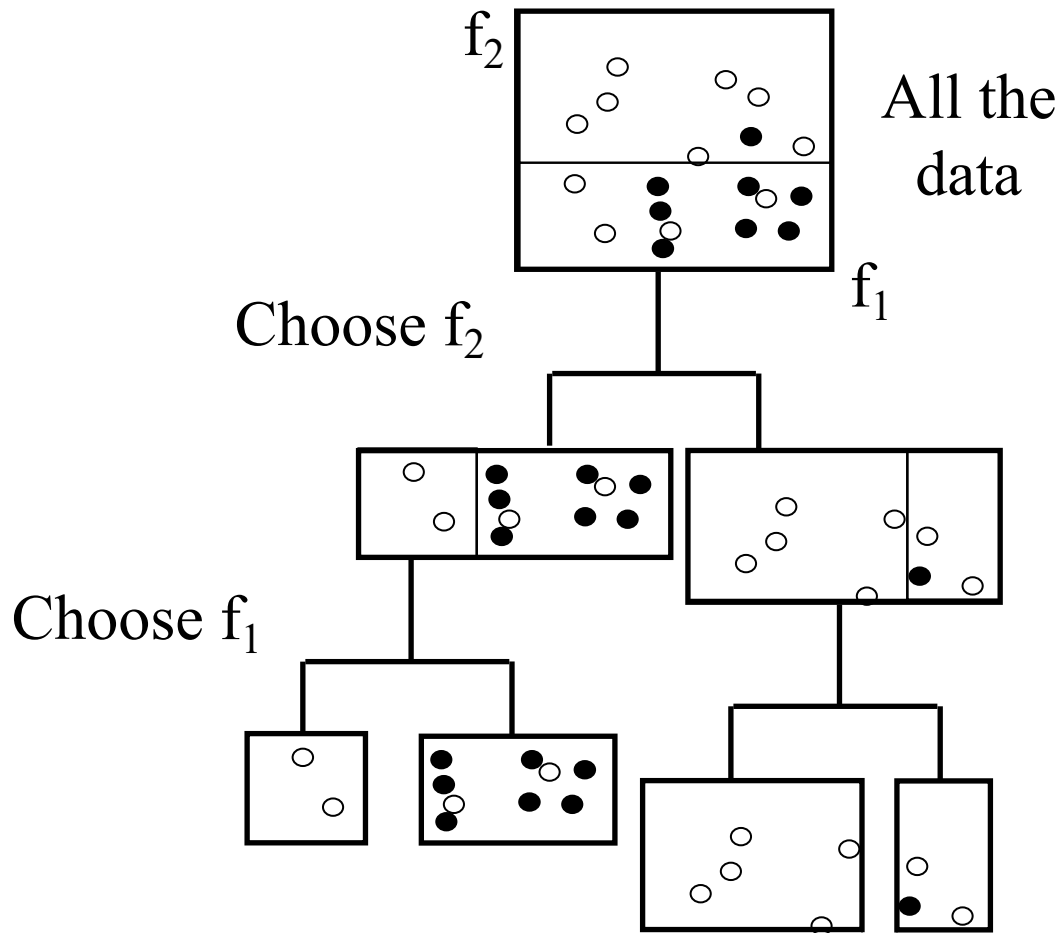 f₂
All the
data
f₁
Choose f₂
Choose f₁